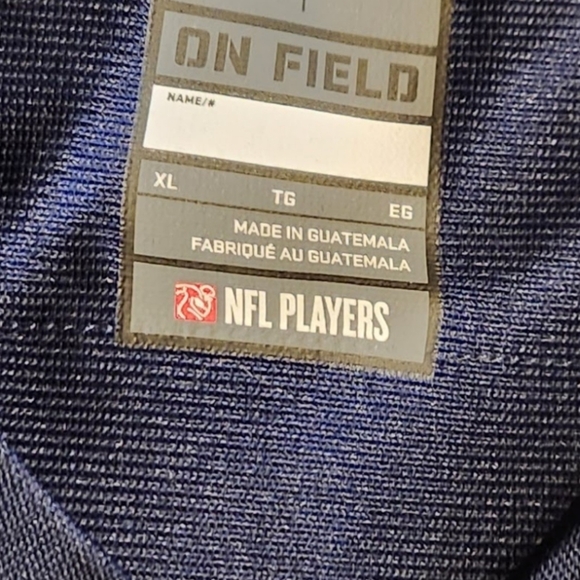 ON FIELD
NAME/#
XL TG EG
MADE IN GUATEMALA
FABRIQUÉ AU GUATEMALA
NFL PLAYERS